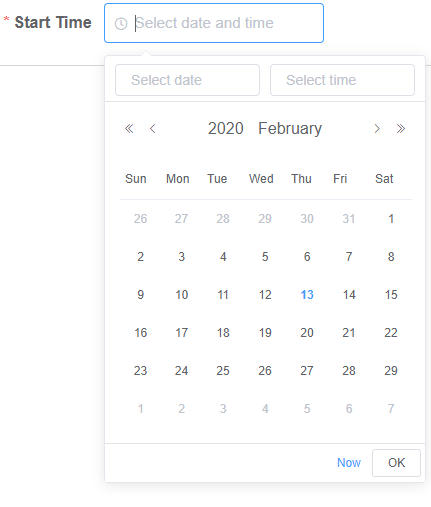 * Start Time Select date and time
Select date Select time
2020 February
Sun Mon Tue Wed Thu Fri Sat
26 27 28 29 30 31 1
2 3 4 5 6 7 8
9 10 11 12 13 14 15
16 17 18 19 20 21 22
23 24 25 26 27 28 29
1 2 3 4 5 6 7
Now OK